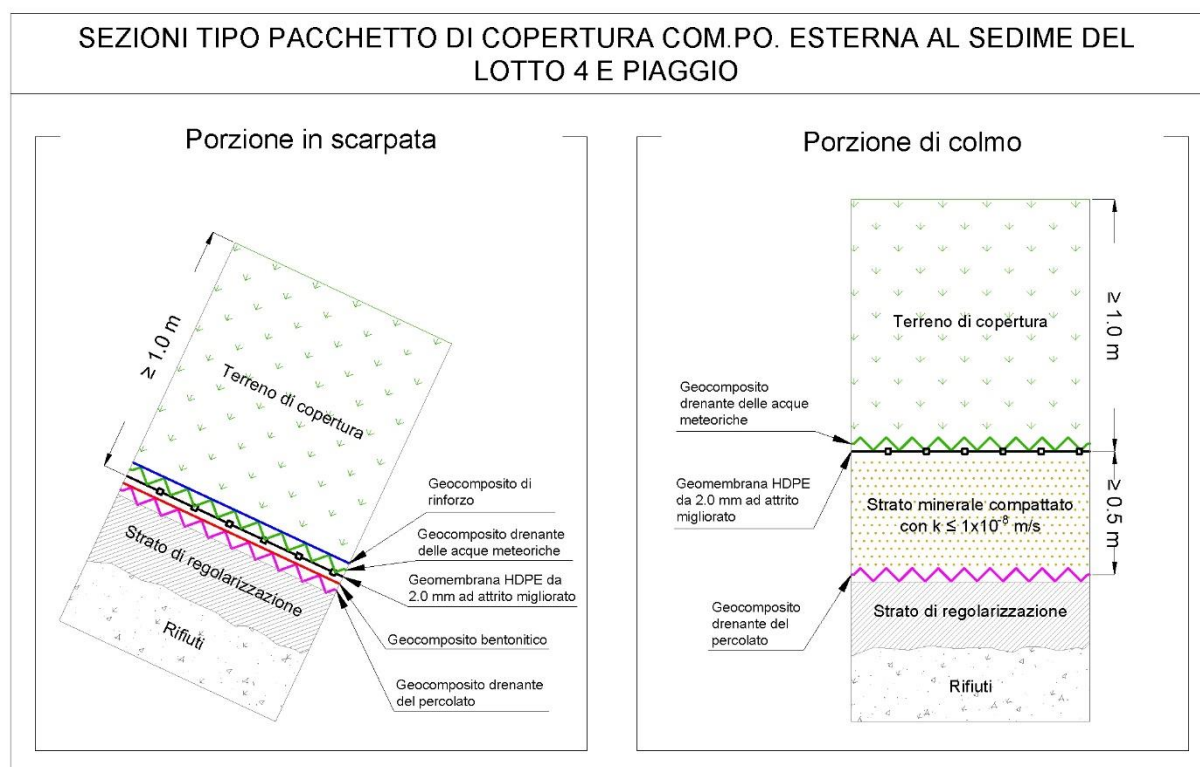 SEZIONI TIPO PACCHETTO DI COPERTURA COM.PO. ESTERNA AL SEDIME DEL
LOTTO 4 E PIAGGIO
Porzione in scarpata
≥ 1.0 m
Terreno di copertura
Strato di regolarizzazione
Rifiuti
Geocomposito di
rinforzo
Geocomposito drenante
delle acque meteoriche
Geomembrana HDPE da
2.0 mm ad attrito migliorato
Geocomposito bentonitico
Geocomposito drenante
del percolato
Porzione di colmo
Terreno di copertura
≥ 1.0 m
Geocomposito
drenante delle acque
meteoriche
Geomembrana HDPE
da 2.0 mm ad attrito
migliorato
Strato minerale compattato
con k ≤ 1x10⁻⁸ m/s
≥ 0.5 m
Geocomposito
drenante del
percolato
Strato di regolarizzazione
Rifiuti